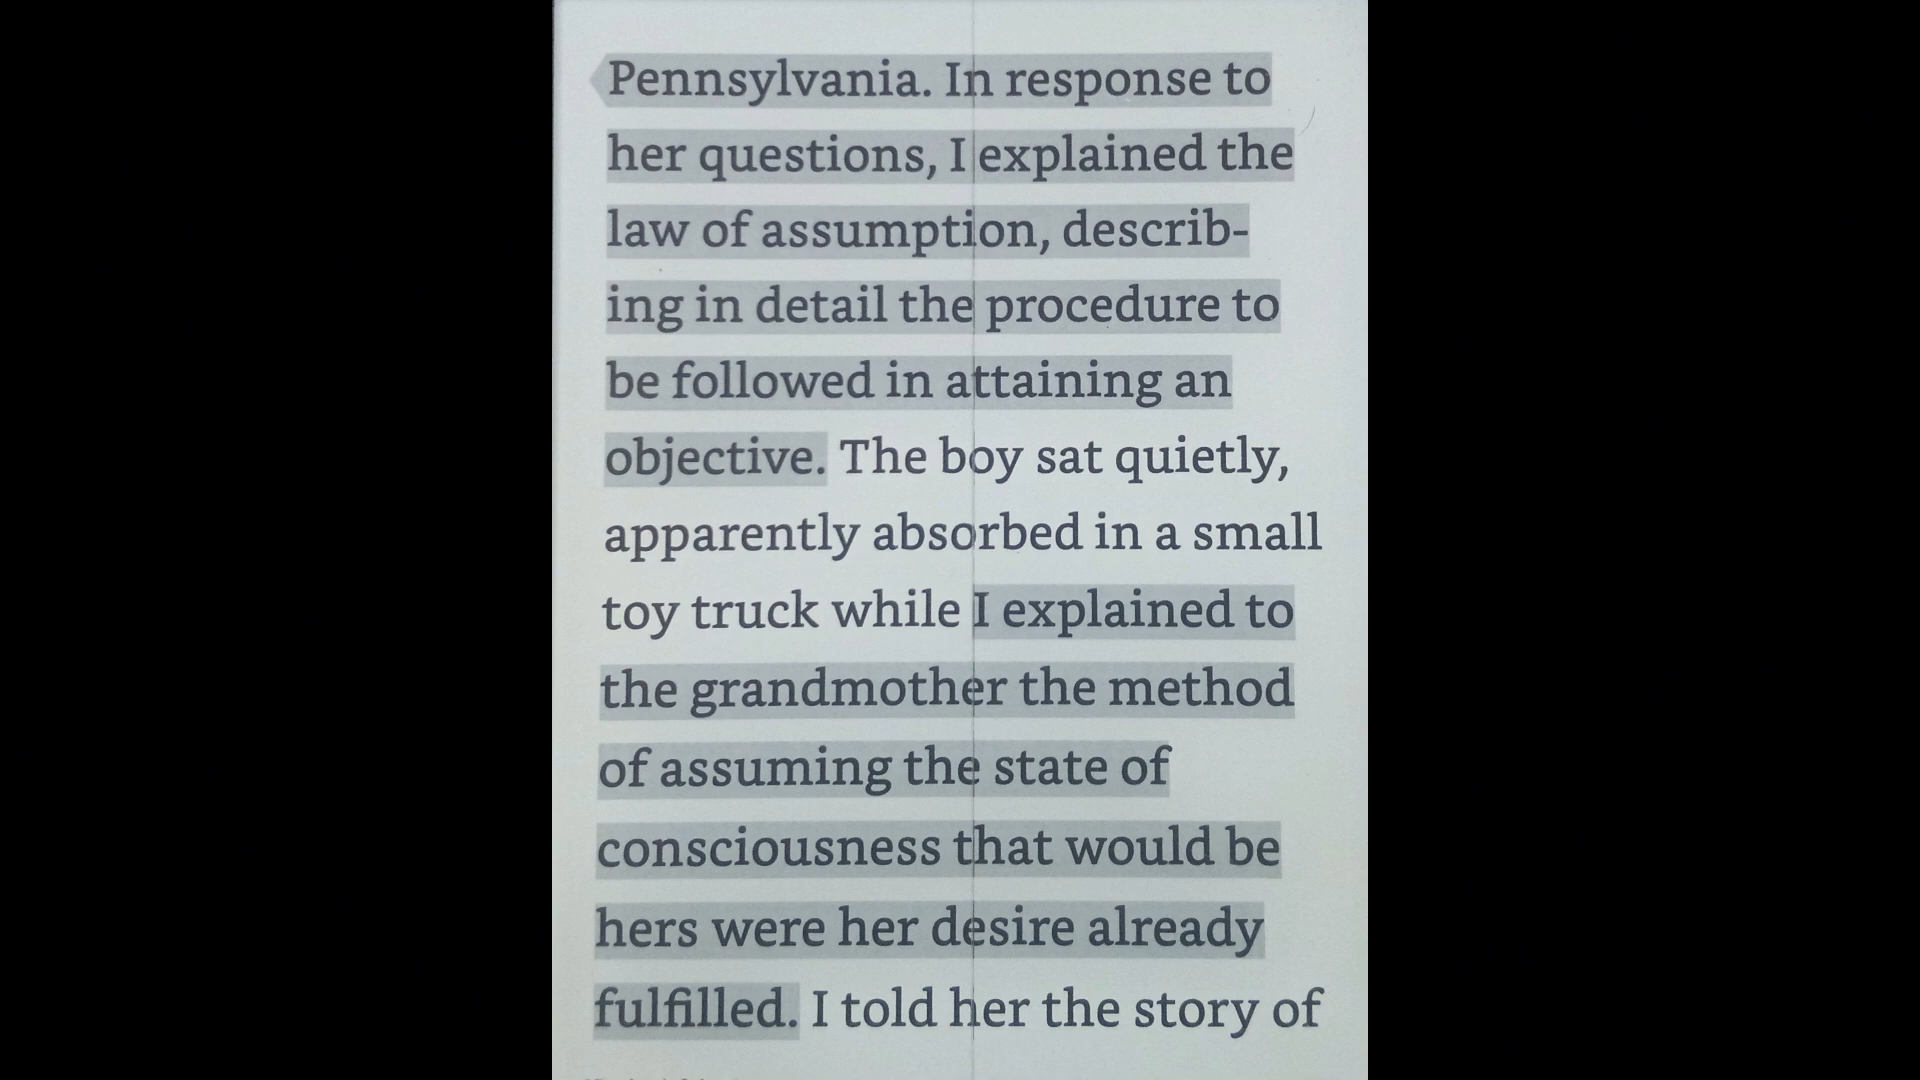 Pennsylvania. In response to
her questions, I explained the
law of assumption, describ-
ing in detail the procedure to
be followed in attaining an
objective. The boy sat quietly,
apparently absorbed in a small
toy truck while I explained to
the grandmother the method
of assuming the state of
consciousness that would be
hers were her desire already
fulfilled. I told her the story of